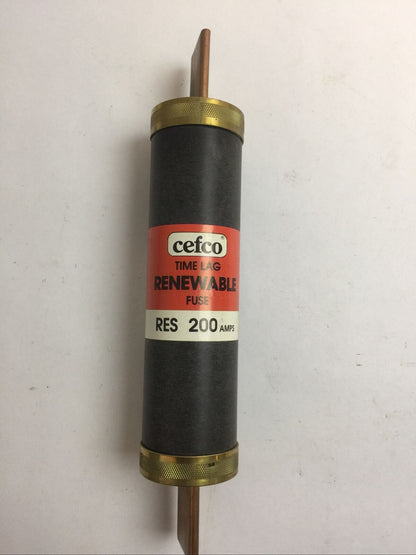 cefco
TIME LAG
RENEWABLE
FUSE
RES 200 AMPS